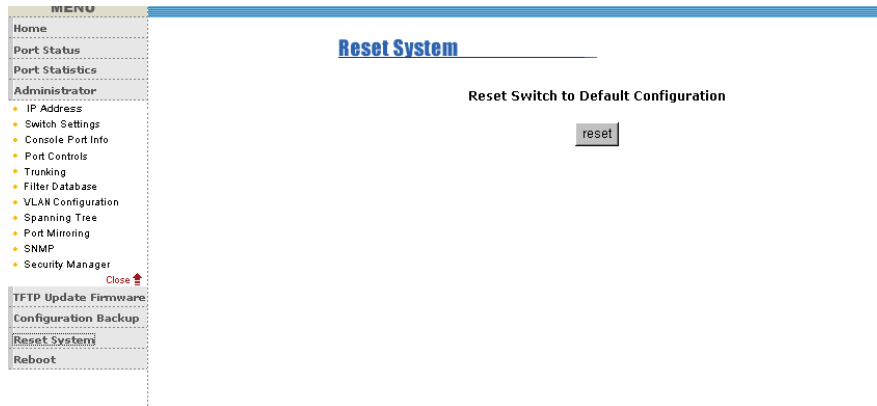 MENU
Home
Port Status
Port Statistics
Administrator
IP Address
Switch Settings
Console Port Info
Port Controls
Trunking
Filter Database
VLAN Configuration
Spanning Tree
Port Mirroring
SNMP
Security Manager
Close
TFTP Update Firmware
Configuration Backup
Reset System
Reboot
Reset System
Reset Switch to Default Configuration
reset